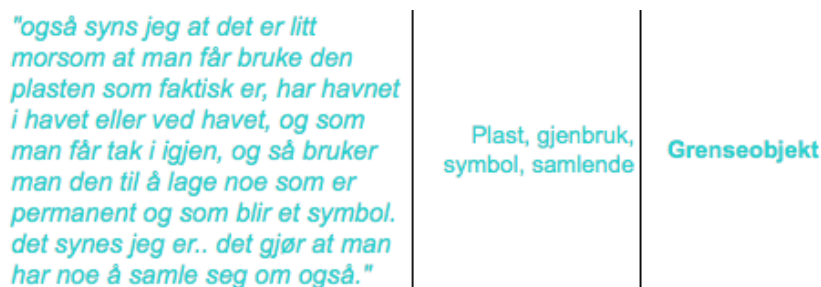 "også syns jeg at det er litt
morsom at man får bruke den
plasten som faktisk er, har havnet
i havet eller ved havet, og som
man får tak i igjen, og så bruker
man den til å lage noe som er
permanent og som blir et symbol.
det synes jeg er.. det gjør at man
har noe å samle seg om også."
Plast, gjenbruk,
symbol, samlende
Grenseobjekt